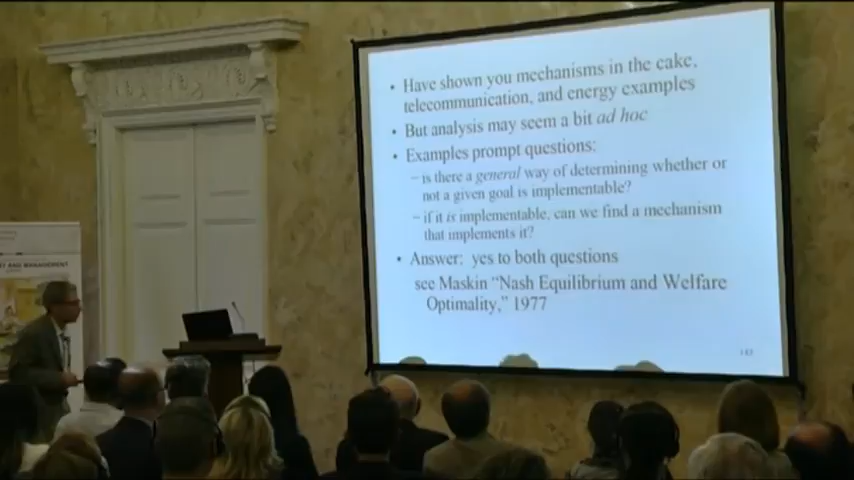 • Have shown you mechanisms in the cake,
telecommunication, and energy examples
• But analysis may seem a bit ad hoc
• Examples prompt questions:
– is there a general way of determining whether or
not a given goal is implementable?
– if it is implementable, can we find a mechanism
that implements it?
• Answer: yes to both questions
see Maskin “Nash Equilibrium and Welfare
Optimality,” 1977
AND MANAGEMENT